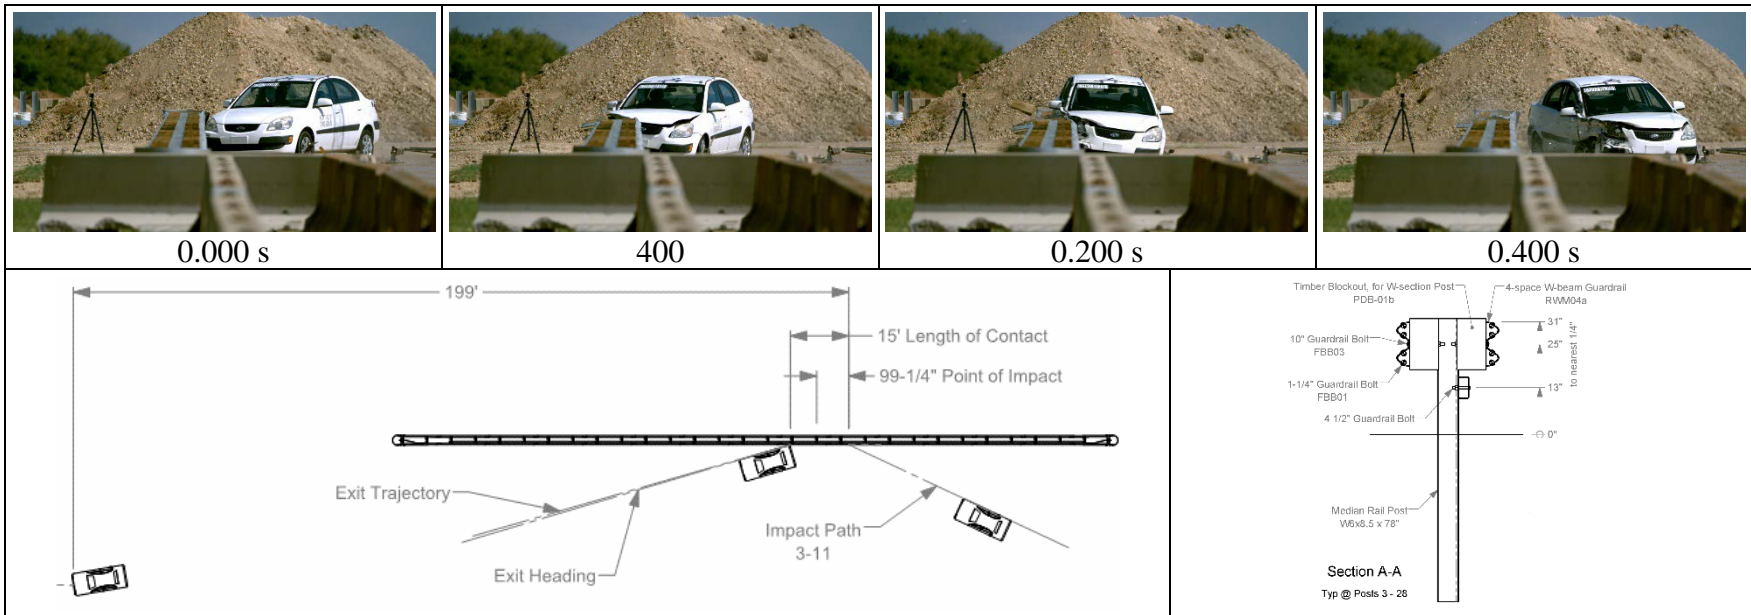 0.000 s
400
0.200 s
0.400 s
199'
15' Length of Contact
99-1/4" Point of Impact
Exit Trajectory
Exit Heading
Impact Path
3-11
Timber Blockout, for W-section Post
PDB-01b
4-space W-beam Guardrail
RWM04a
10" Guardrail Bolt
FBB03
1-1/4" Guardrail Bolt
FBB01
4 1/2" Guardrail Bolt
31"
25"
13"
0"
to nearest 1/4"
Median Rail Post
W6x8.5 x 78"
Section A-A
Typ @ Posts 3 - 28